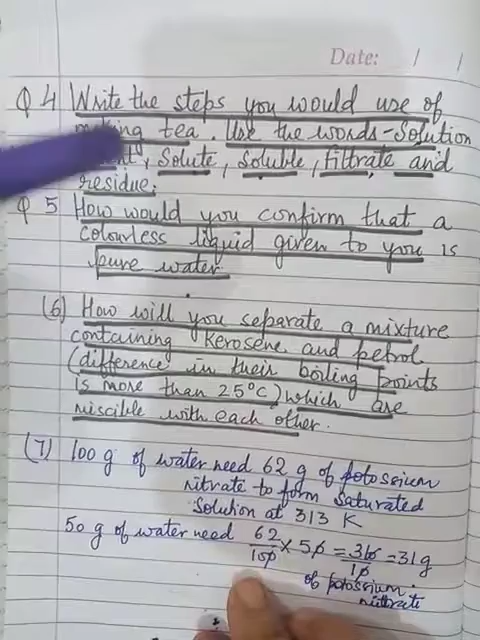 Date: / /
Q 4 Write the steps you would use of
tea. Use the words - Solution
Solute, Soluble, filtrate and
residue.
Q 5 How would you confirm that a
colourless liquid given to you is
pure water
(6) How will you separate a mixture
containing Kerosene and petrol
(difference in their boiling points
is more than 25°C) which are
miscible with each other.
(7) 100 g of water need 62 g of potossium
nitrate to form saturated
Solution at 313 K
50 g of water need 62/100 × 50 = 310/10 = 31g
of potossium
nitrate